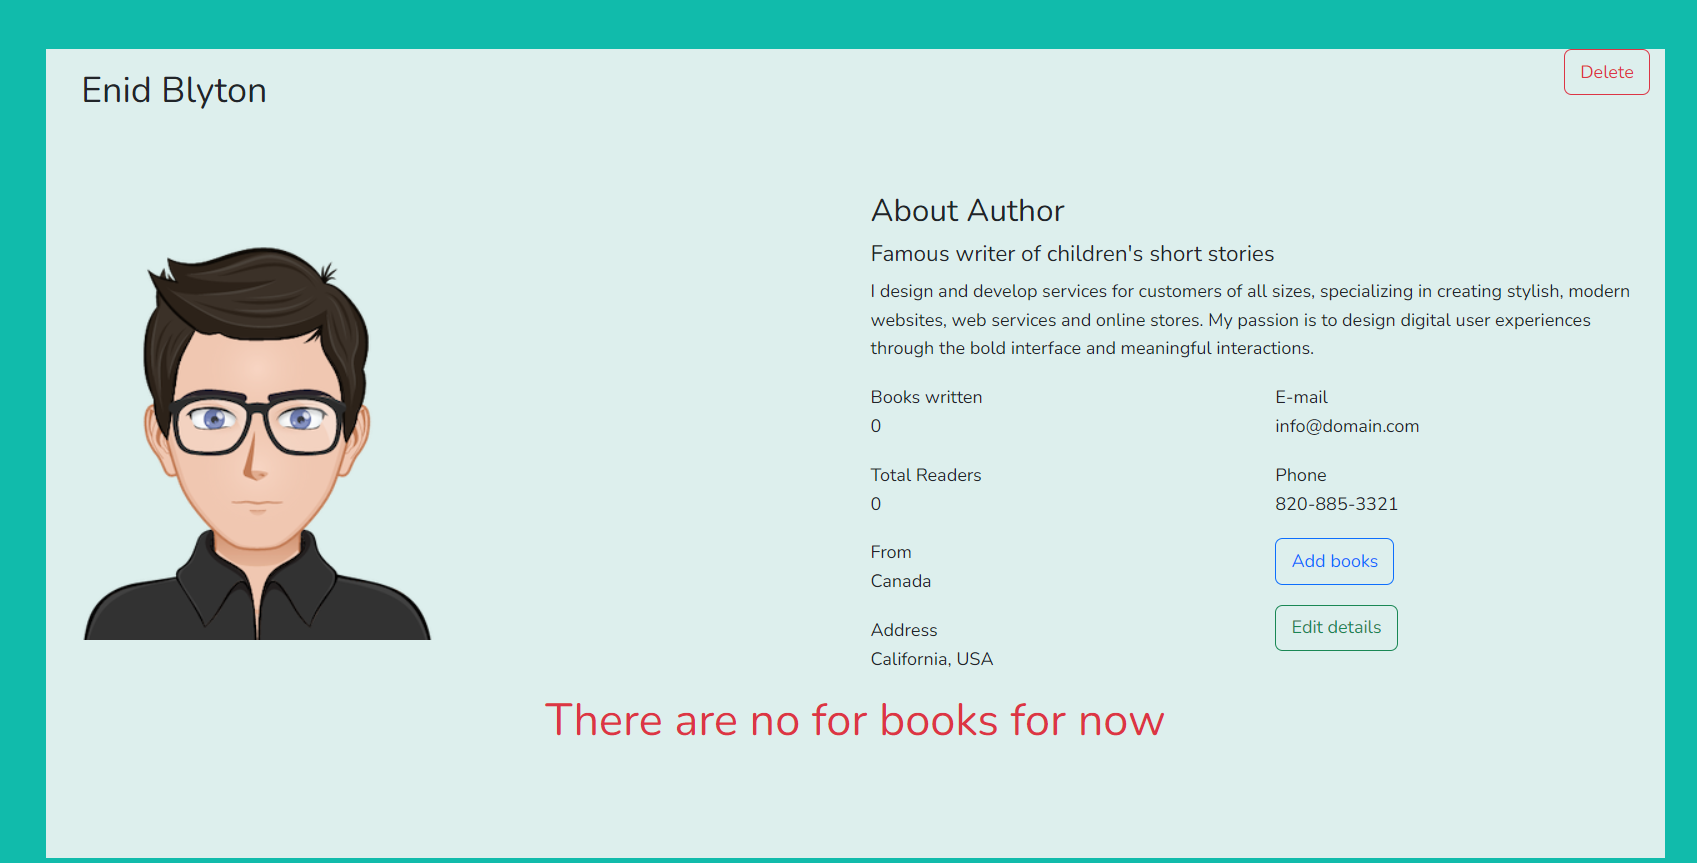 Enid Blyton
Delete
About Author
Famous writer of children's short stories
I design and develop services for customers of all sizes, specializing in creating stylish, modern
websites, web services and online stores. My passion is to design digital user experiences
through the bold interface and meaningful interactions.
Books written
0
E-mail
info@domain.com
Total Readers
0
Phone
820-885-3321
From
Canada
Add books
Address
California, USA
Edit details
There are no for books for now